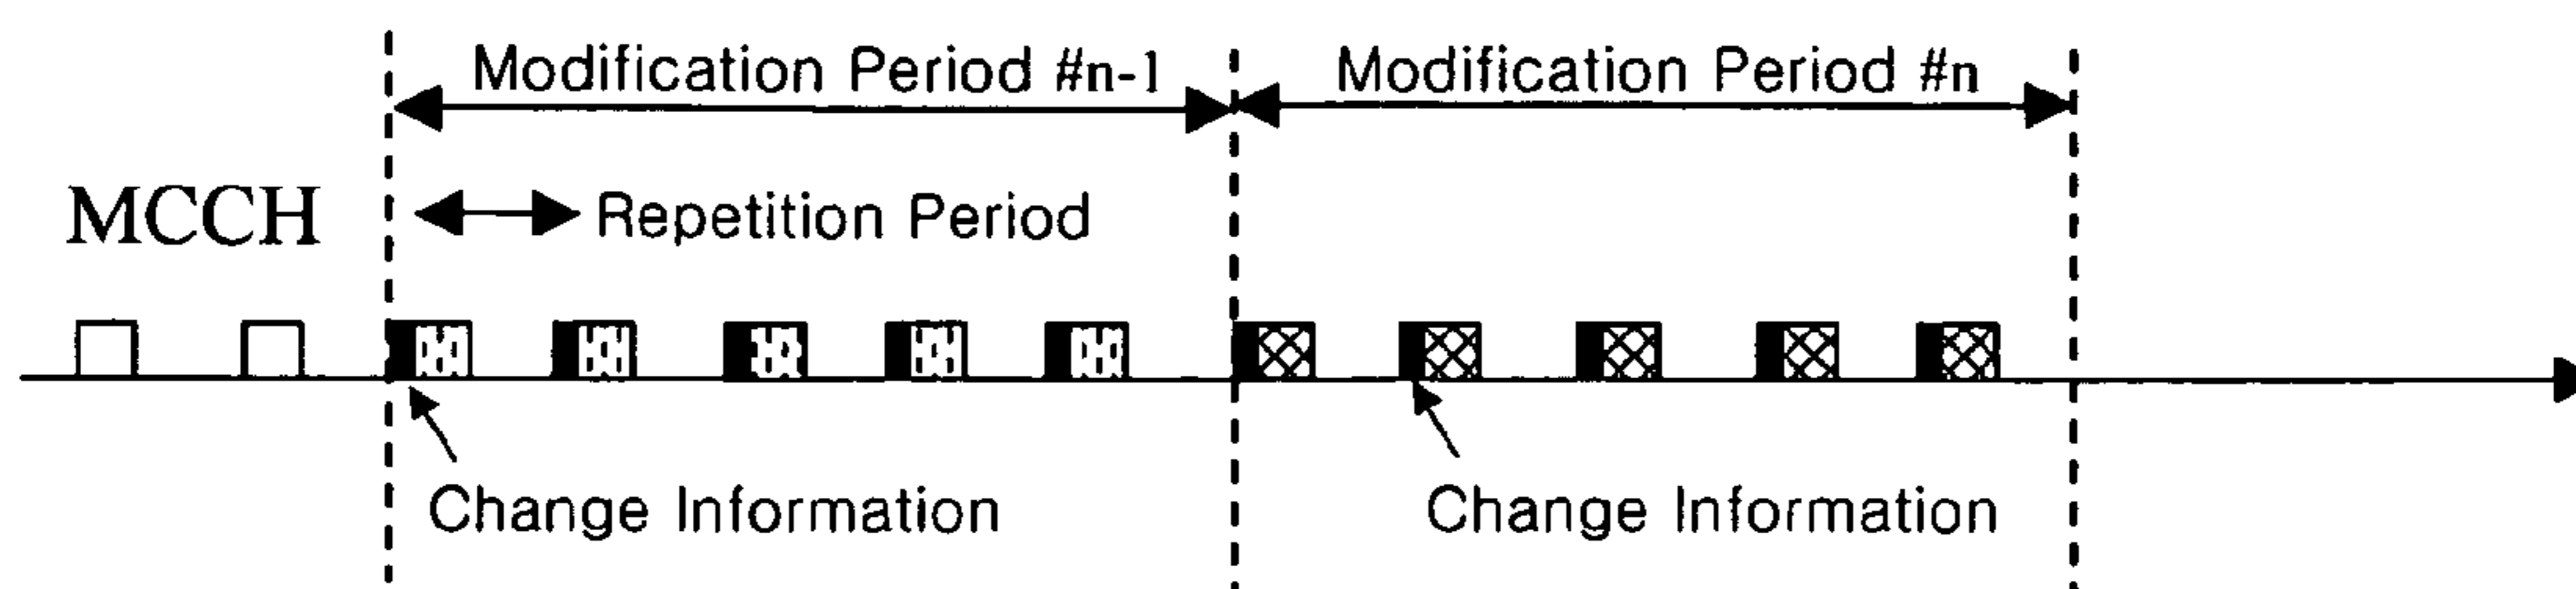 Modification Period #n-1
Modification Period #n
MCCH
Repetition Period
Change Information
Change Information